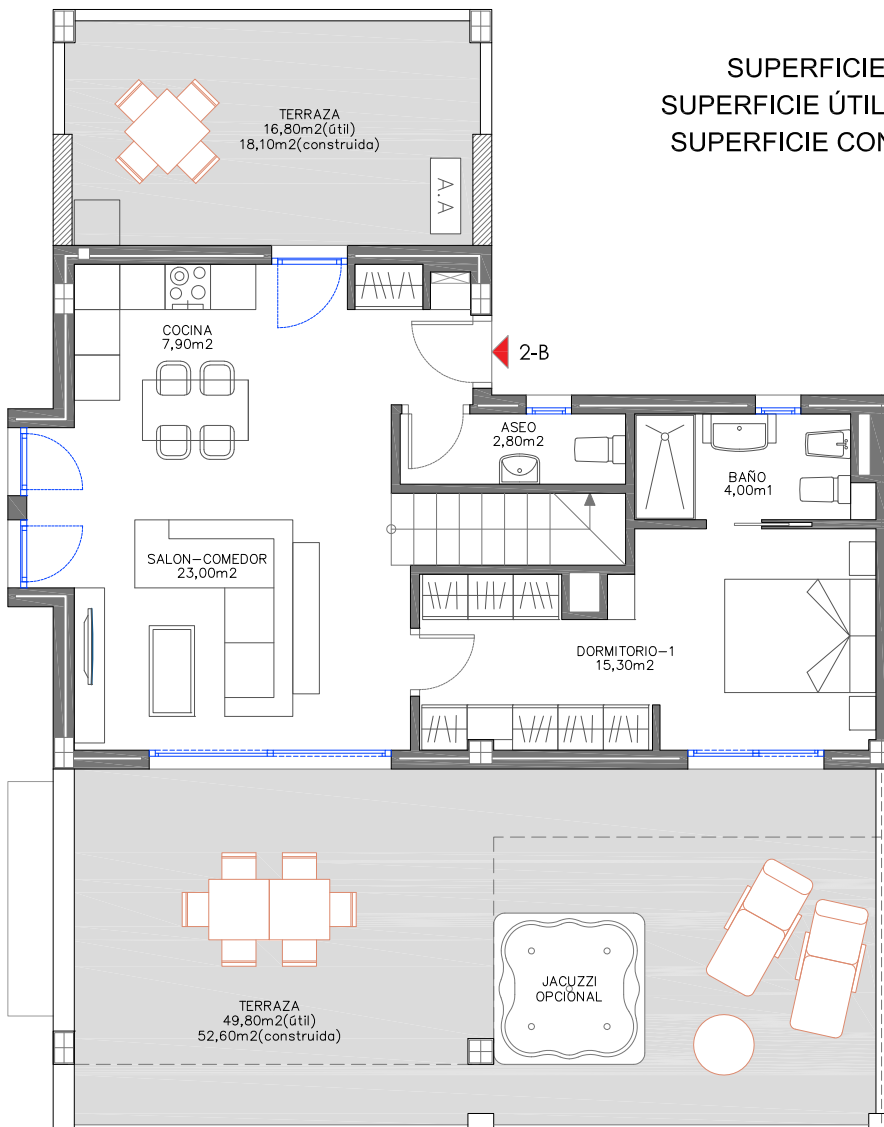 SUPERFICIE
SUPERFICIE ÚTIL
SUPERFICIE CON
TERRAZA
16,80m2(útil)
18,10m2(construida)
A.A
COCINA
7,90m2
2-B
ASEO
2,80m2
BAÑO
4,00m1
SALON-COMEDOR
23,00m2
DORMITORIO-1
15,30m2
JACUZZI
OPCIONAL
TERRAZA
49,80m2(útil)
52,60m2(construida)